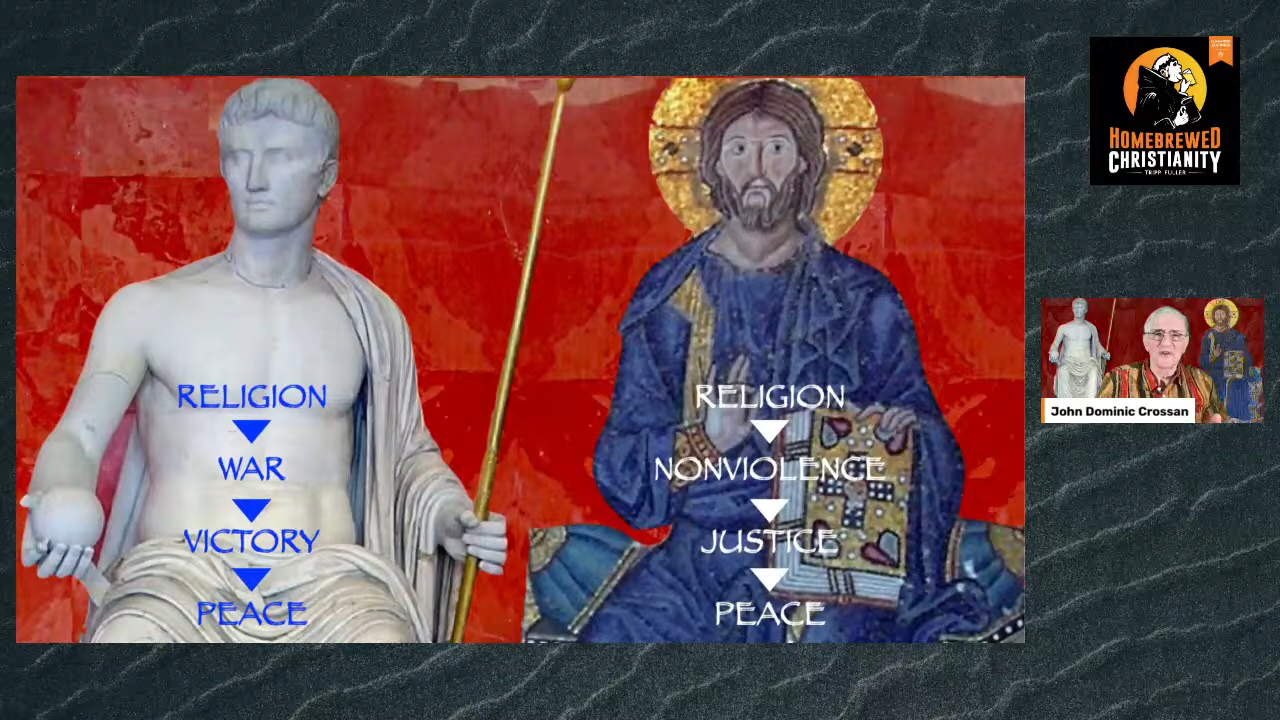 RELIGION
WAR
VICTORY
PEACE
RELIGION
NONVIOLENCE
JUSTICE
PEACE
HOMEBREWED
CHRISTIANITY
TRIPP FULLER
John Dominic Crossan